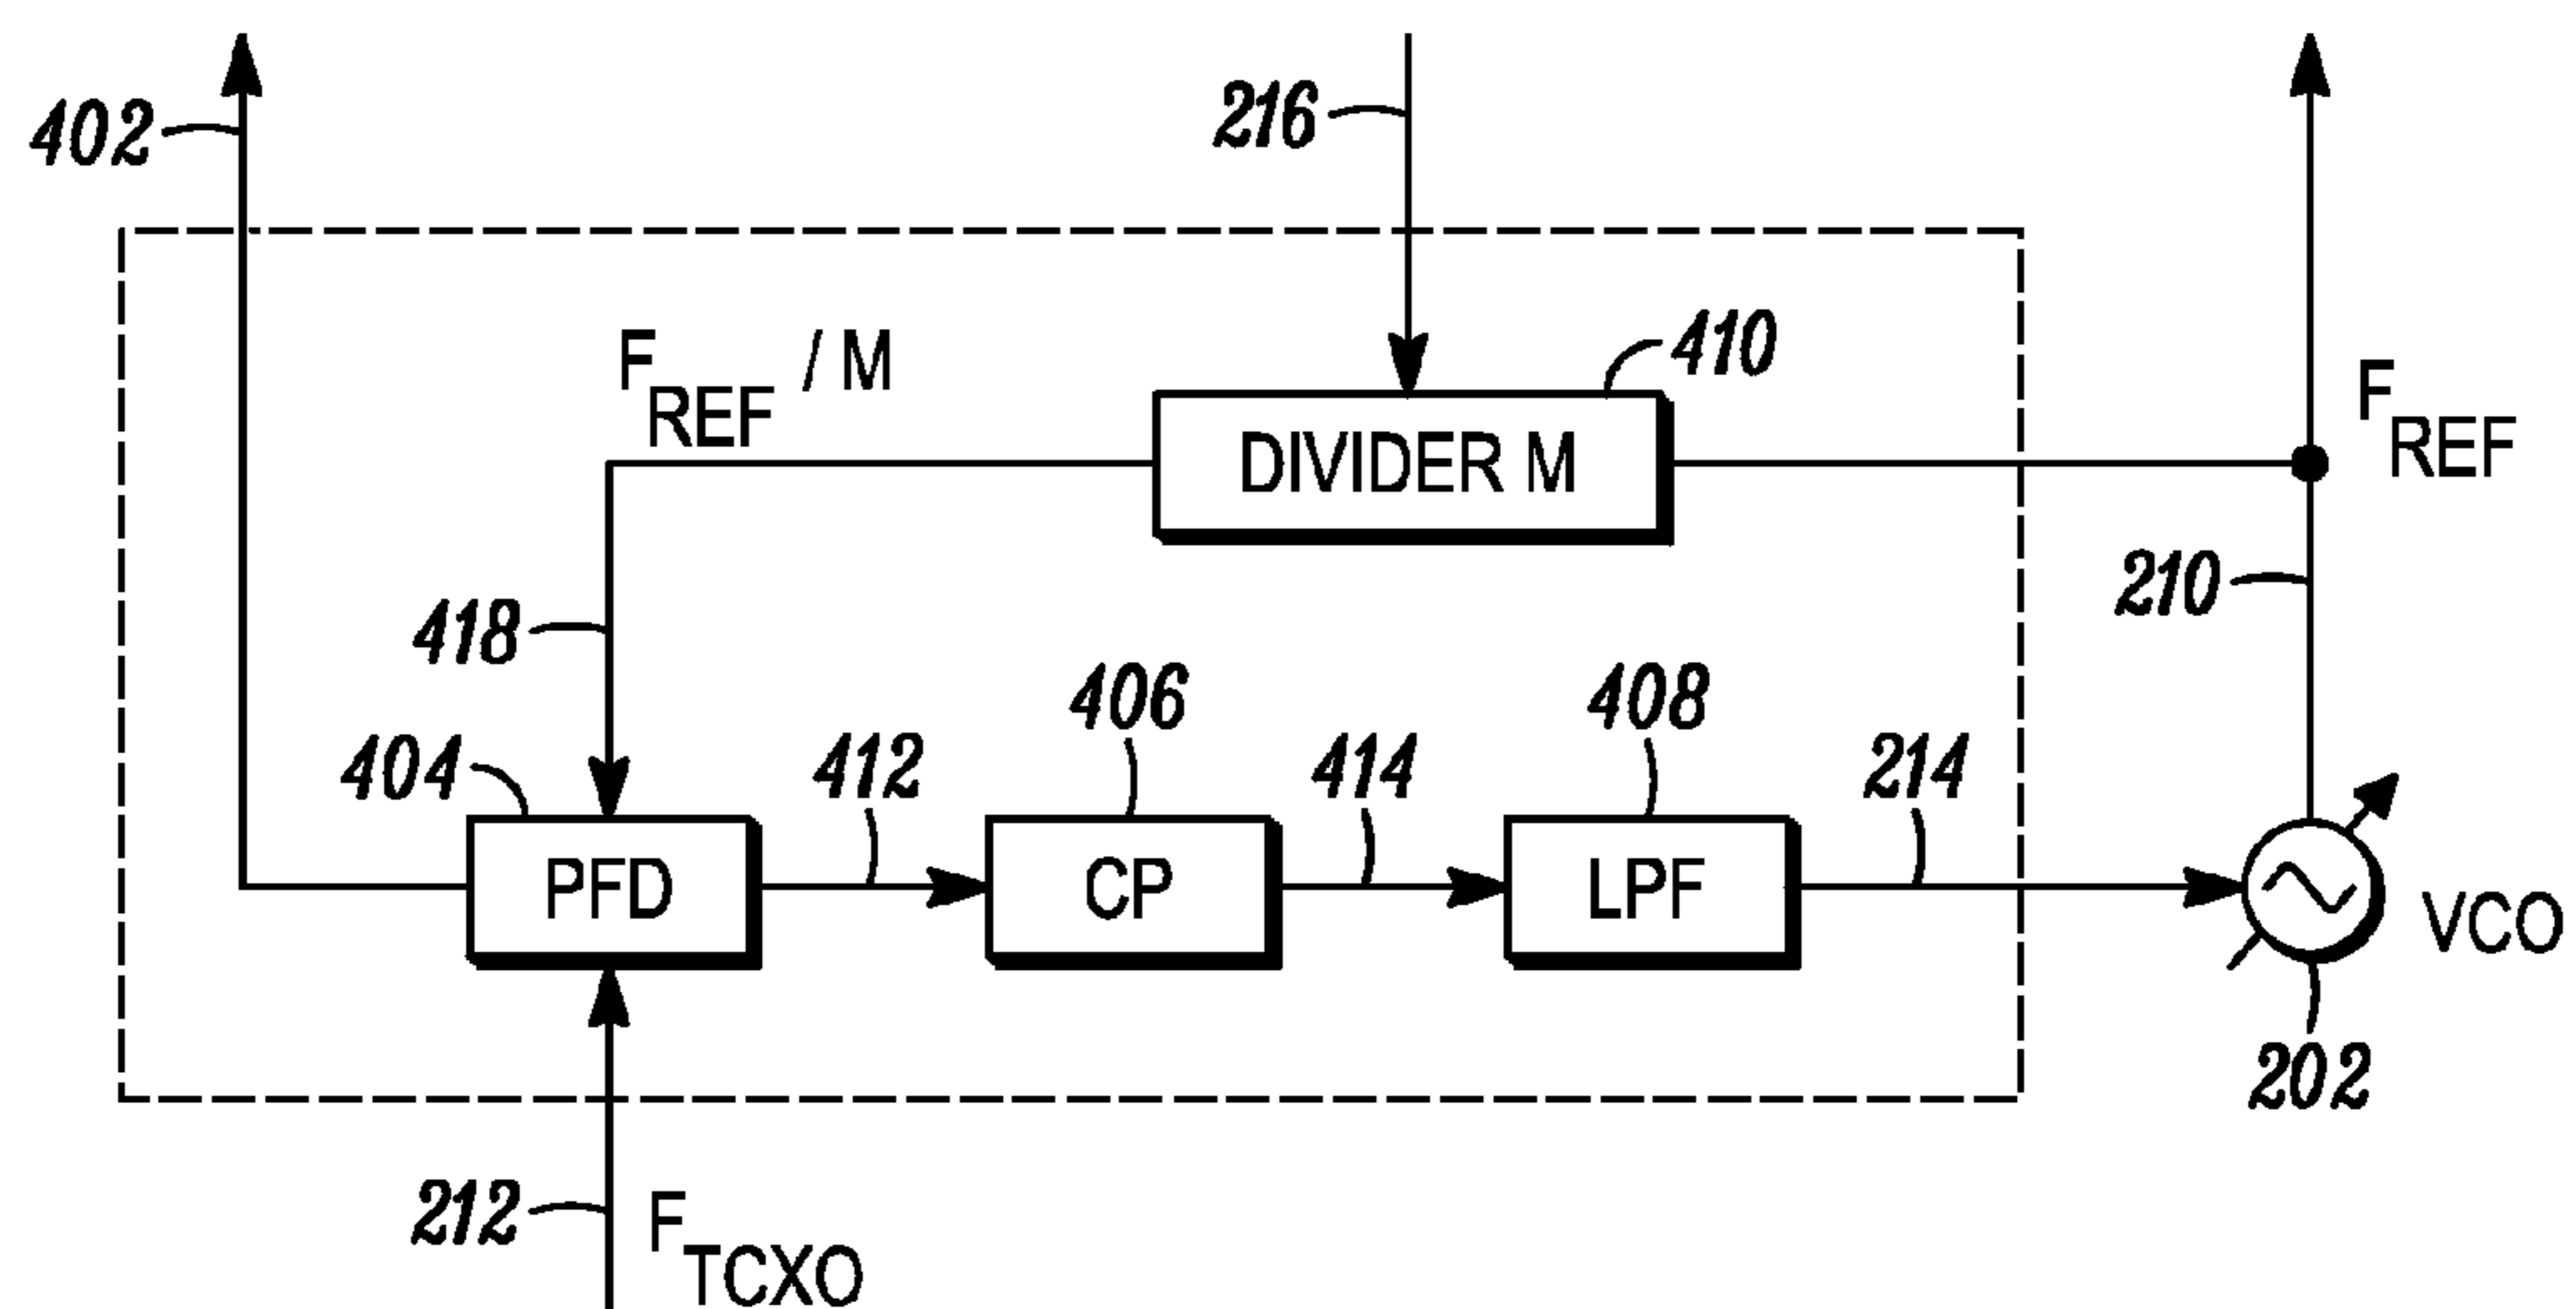 402
216
410
F REF / M
DIVIDER M
F REF
210
418
406
408
404
412
414
214
PFD
CP
LPF
VCO
202
212
F TCXO